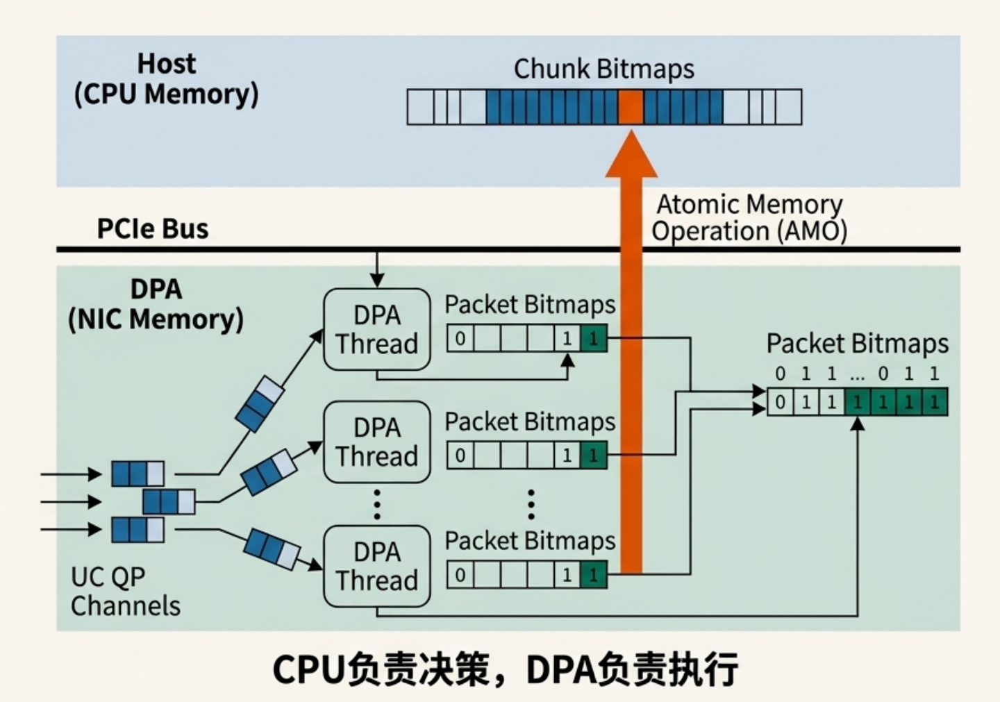 Host
(CPU Memory)
Chunk Bitmaps
Atomic Memory
Operation (AMO)
PCIe Bus
DPA
(NIC Memory)
DPA
Thread
Packet Bitmaps
0 1 1
Packet Bitmaps
0 1 1 ... 0 1 1
0 1 1 1 1 1 1
DPA
Thread
Packet Bitmaps
0 1 1
DPA
Thread
Packet Bitmaps
0 1 1
UC QP
Channels
CPU负责决策，DPA负责执行